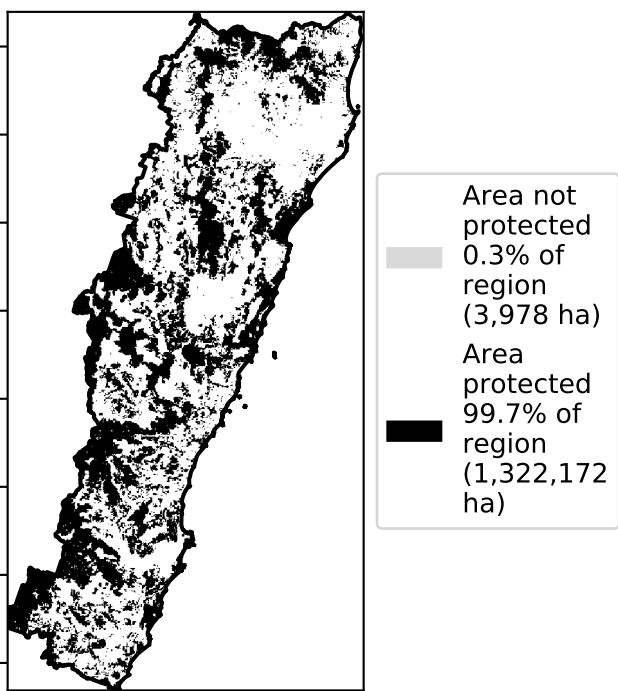 Area not
protected
0.3% of
region
(3,978 ha)
Area
protected
99.7% of
region
(1,322,172
ha)